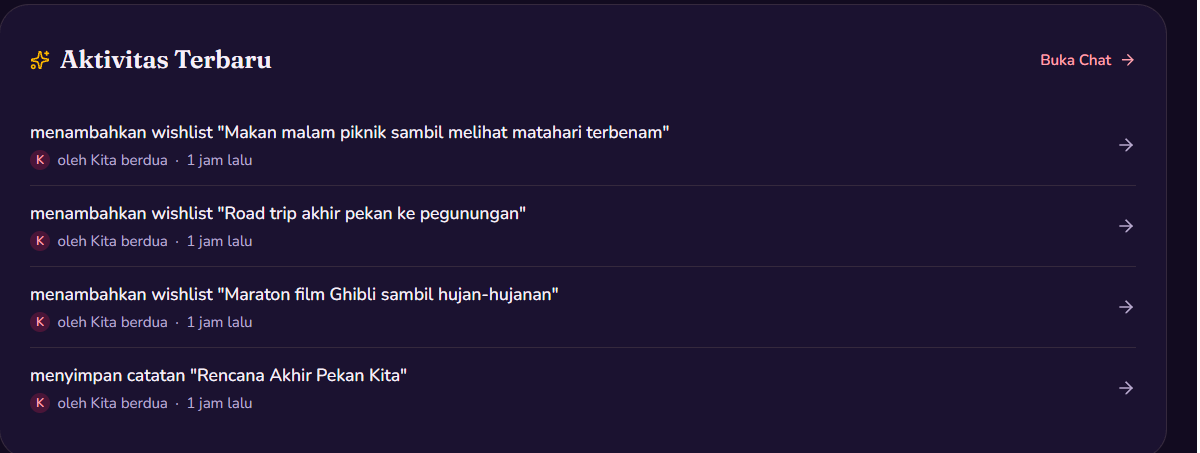 Aktivitas Terbaru
Buka Chat →
menambahkan wishlist "Makan malam piknik sambil melihat matahari terbenam"
K oleh Kita berdua · 1 jam lalu
menambahkan wishlist "Road trip akhir pekan ke pegunungan"
K oleh Kita berdua · 1 jam lalu
menambahkan wishlist "Maraton film Ghibli sambil hujan-hujanan"
K oleh Kita berdua · 1 jam lalu
menyimpan catatan "Rencana Akhir Pekan Kita"
K oleh Kita berdua · 1 jam lalu